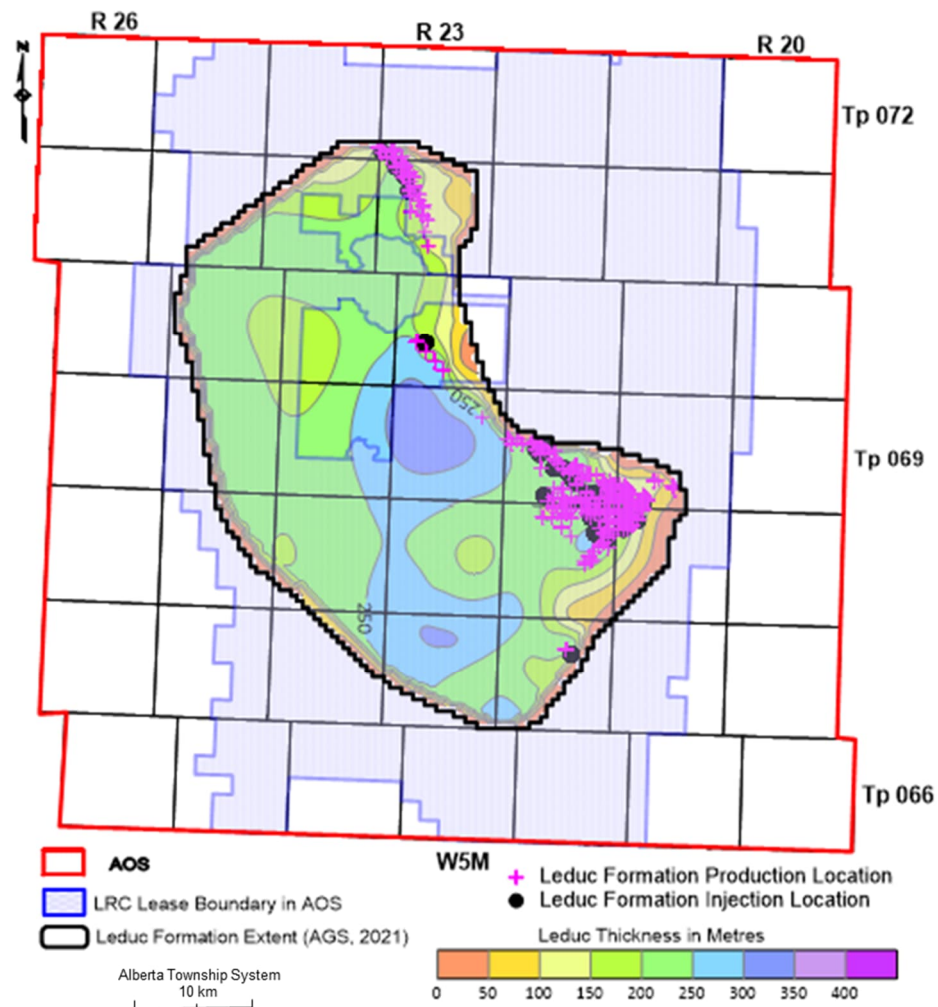 R 26
R 23
R 20
N
Tp 072
250
Tp 069
250
Tp 066
W5M
AOS
LRC Lease Boundary in AOS
Leduc Formation Extent (AGS, 2021)
Leduc Formation Production Location
Leduc Formation Injection Location
Leduc Thickness in Metres
0 50 100 150 200 250 300 350 400
Alberta Township System
10 km